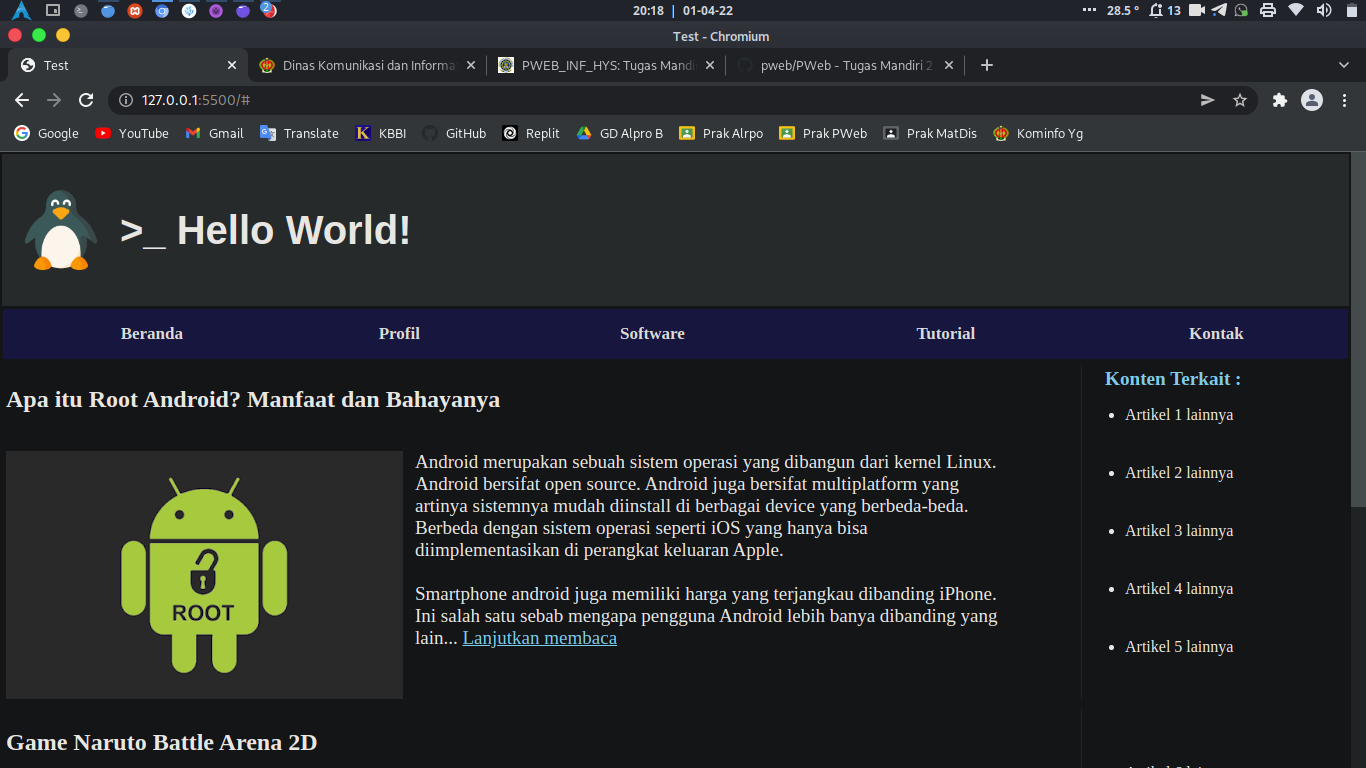 20:18 | 01-04-22
28.5 °
13
2
Test - Chromium
Test
Dinas Komunikasi dan Informa
PWEB_INF_HYS: Tugas Mandi
pweb/PWeb - Tugas Mandiri 2
127.0.0.1:5500/#
Google
YouTube
Gmail
Translate
KBBI
GitHub
Replit
GD Alpro B
Prak Alrpo
Prak PWeb
Prak MatDis
Kominfo Yg
>_ Hello World!
Beranda
Profil
Software
Tutorial
Kontak
Apa itu Root Android? Manfaat dan Bahayanya
ROOT
Android merupakan sebuah sistem operasi yang dibangun dari kernel Linux.
Android bersifat open source. Android juga bersifat multiplatform yang
artinya sistemnya mudah diinstall di berbagai device yang berbeda-beda.
Berbeda dengan sistem operasi seperti iOS yang hanya bisa
diimplementasikan di perangkat keluaran Apple.
Smartphone android juga memiliki harga yang terjangkau dibanding iPhone.
Ini salah satu sebab mengapa pengguna Android lebih banya dibanding yang
lain... Lanjutkan membaca
Konten Terkait :
Artikel 1 lainnya
Artikel 2 lainnya
Artikel 3 lainnya
Artikel 4 lainnya
Artikel 5 lainnya
Game Naruto Battle Arena 2D